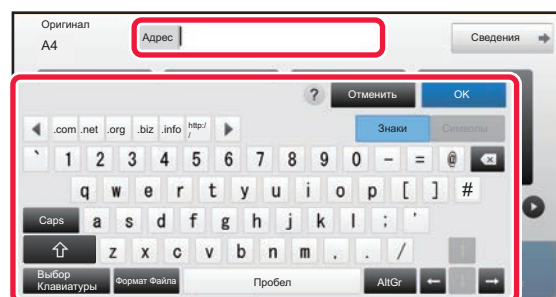 Оригинал
A4
Адрес
Сведения
? Отменить OK
.com .net .org .biz .info http:/
/
Знаки Символы
` 1 2 3 4 5 6 7 8 9 0 - = @
q w e r t y u i o p [ ] #
Caps a s d f g h j k l ; '
z x c v b n m , . /
Выбор
Клавиатуры
Формат Файла Пробел AltGr